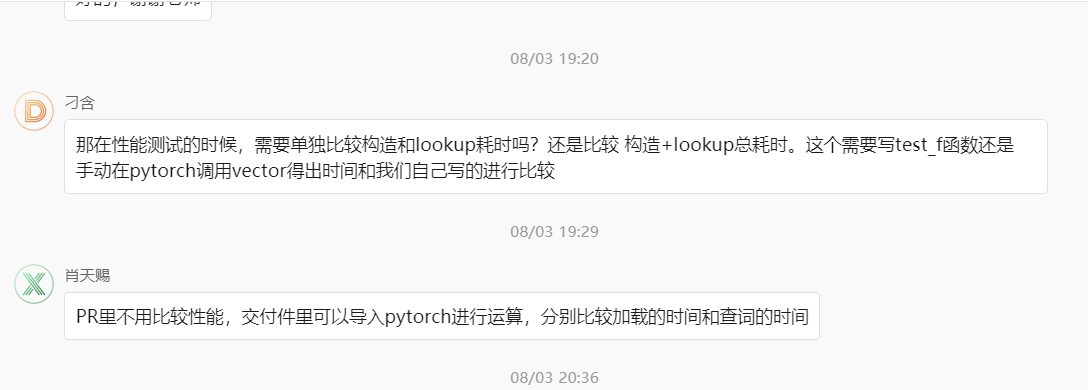 08/03 19:20
刁含
那在性能测试的时候，需要单独比较构造和lookup耗时吗？还是比较 构造+lookup总耗时。这个需要写test_f函数还是
手动在pytorch调用vector得出时间和我们自己写的进行比较
08/03 19:29
肖天赐
PR里不用比较性能，交付件里可以导入pytorch进行运算，分别比较加载的时间和查词的时间
08/03 20:36